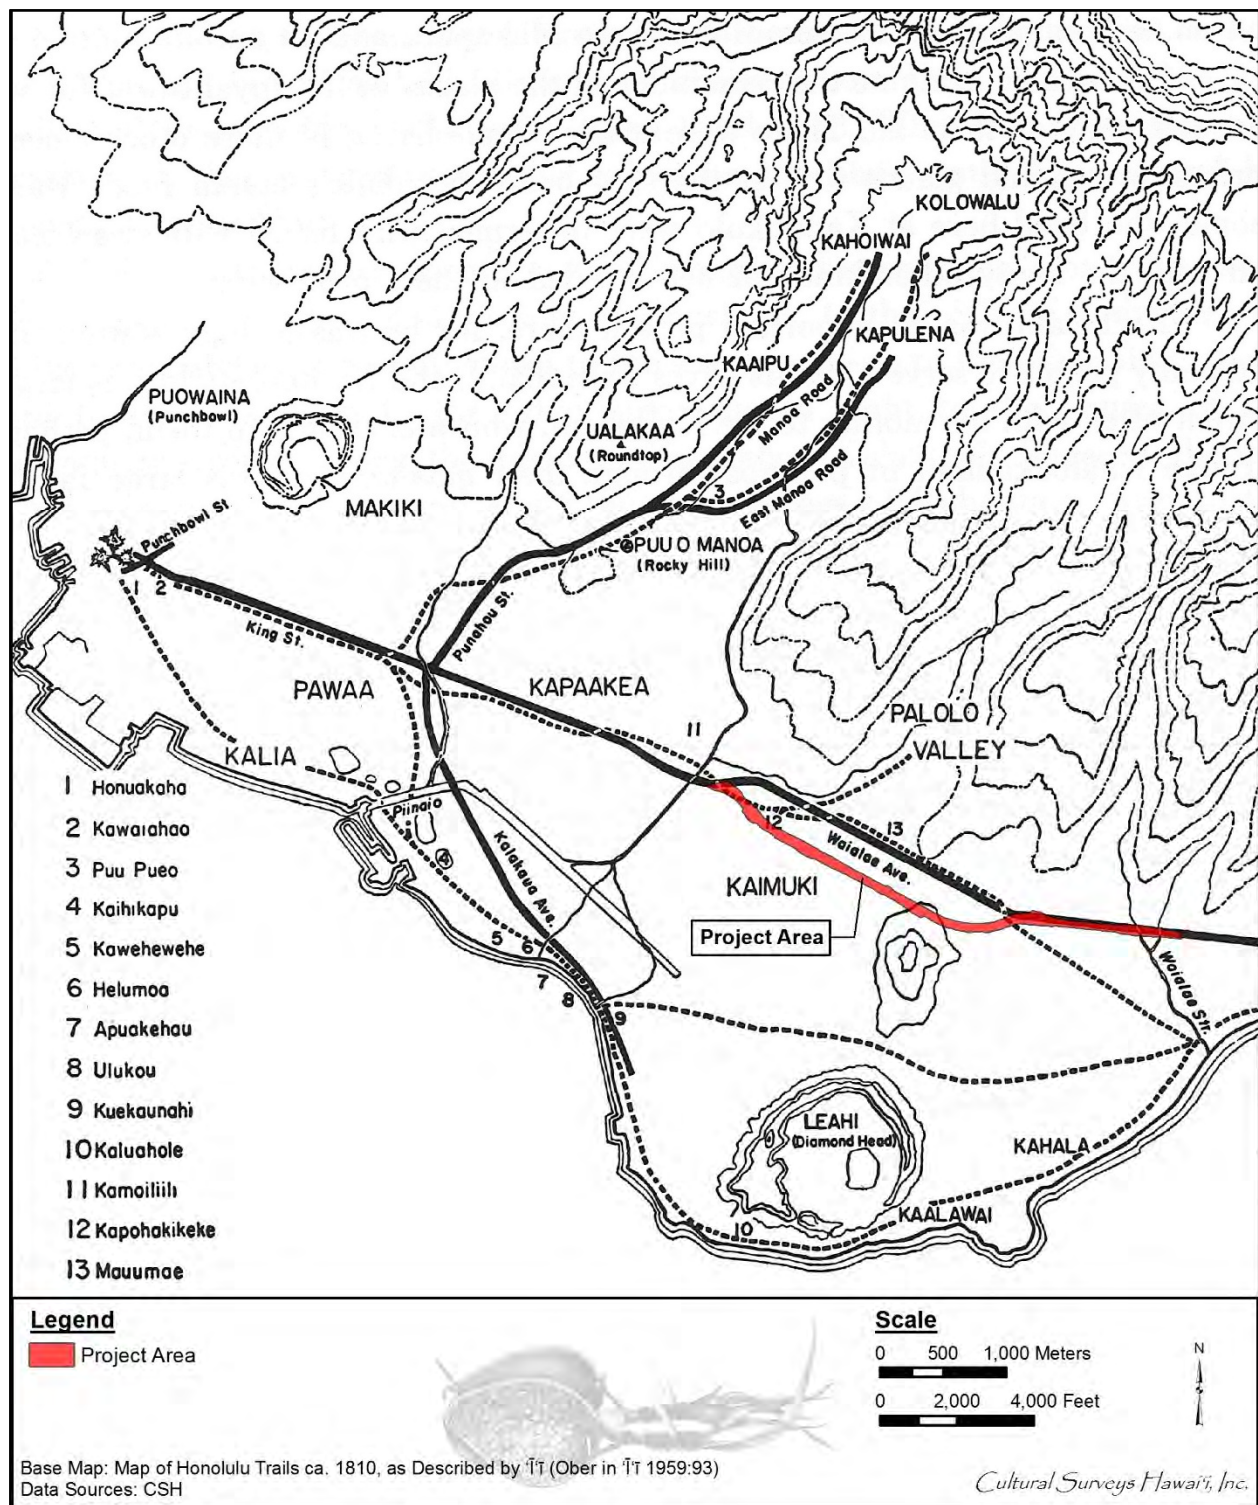 KOLOWALU
KAHOIWAI
KAPULENA
KAAIPU
PUOWAINA
(Punchbowl)
UALAKAA
(Roundtop)
Manoa Road
MAKIKI
3
East Manoa Road
Punchbowl St.
PUU O MANOA
(Rocky Hill)
1 2
King St.
Punahou St.
PAWAA
KAPAAKEA
PALOLO
VALLEY
11
KALIA
Piinaio
12
13
Waialae Ave.
4
Kalakaua Ave.
KAIMUKI
Project Area
5
6
7
8
9
Waialae Str.
LEAHI
(Diamond Head)
KAHALA
KAALAWAI
10
1 Honuakaha
2 Kawaiahao
3 Puu Pueo
4 Kaihikapu
5 Kawehewehe
6 Helumoa
7 Apuakehau
8 Ulukou
9 Kuekaunahi
10 Kaluahole
11 Kamoiliili
12 Kapohakikeke
13 Mauumae
Legend
Project Area
Scale
0 500 1,000 Meters
0 2,000 4,000 Feet
N
Base Map: Map of Honolulu Trails ca. 1810, as Described by ʻĪʻī (Ober in ʻĪʻī 1959:93)
Data Sources: CSH
Cultural Surveys Hawaiʻi, Inc.